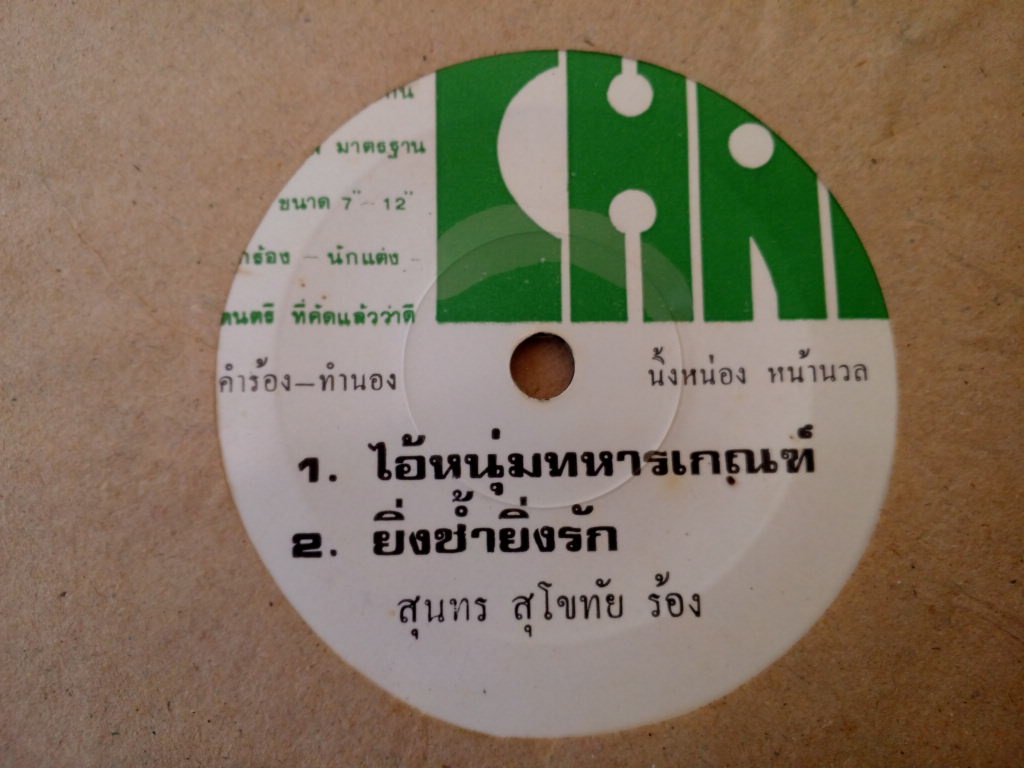 มาตรฐาน
ขนาด 7" - 12"
- นักแต่ง -
ดนตรี ที่คัดแล้วว่าดี
คำร้อง-ทำนอง นิ้งหน่อง หน้านวล
1. ไอ้หนุ่มทหารเกณฑ์
2. ยิ่งช้ำยิ่งรัก
สุนทร สุโขทัย ร้อง